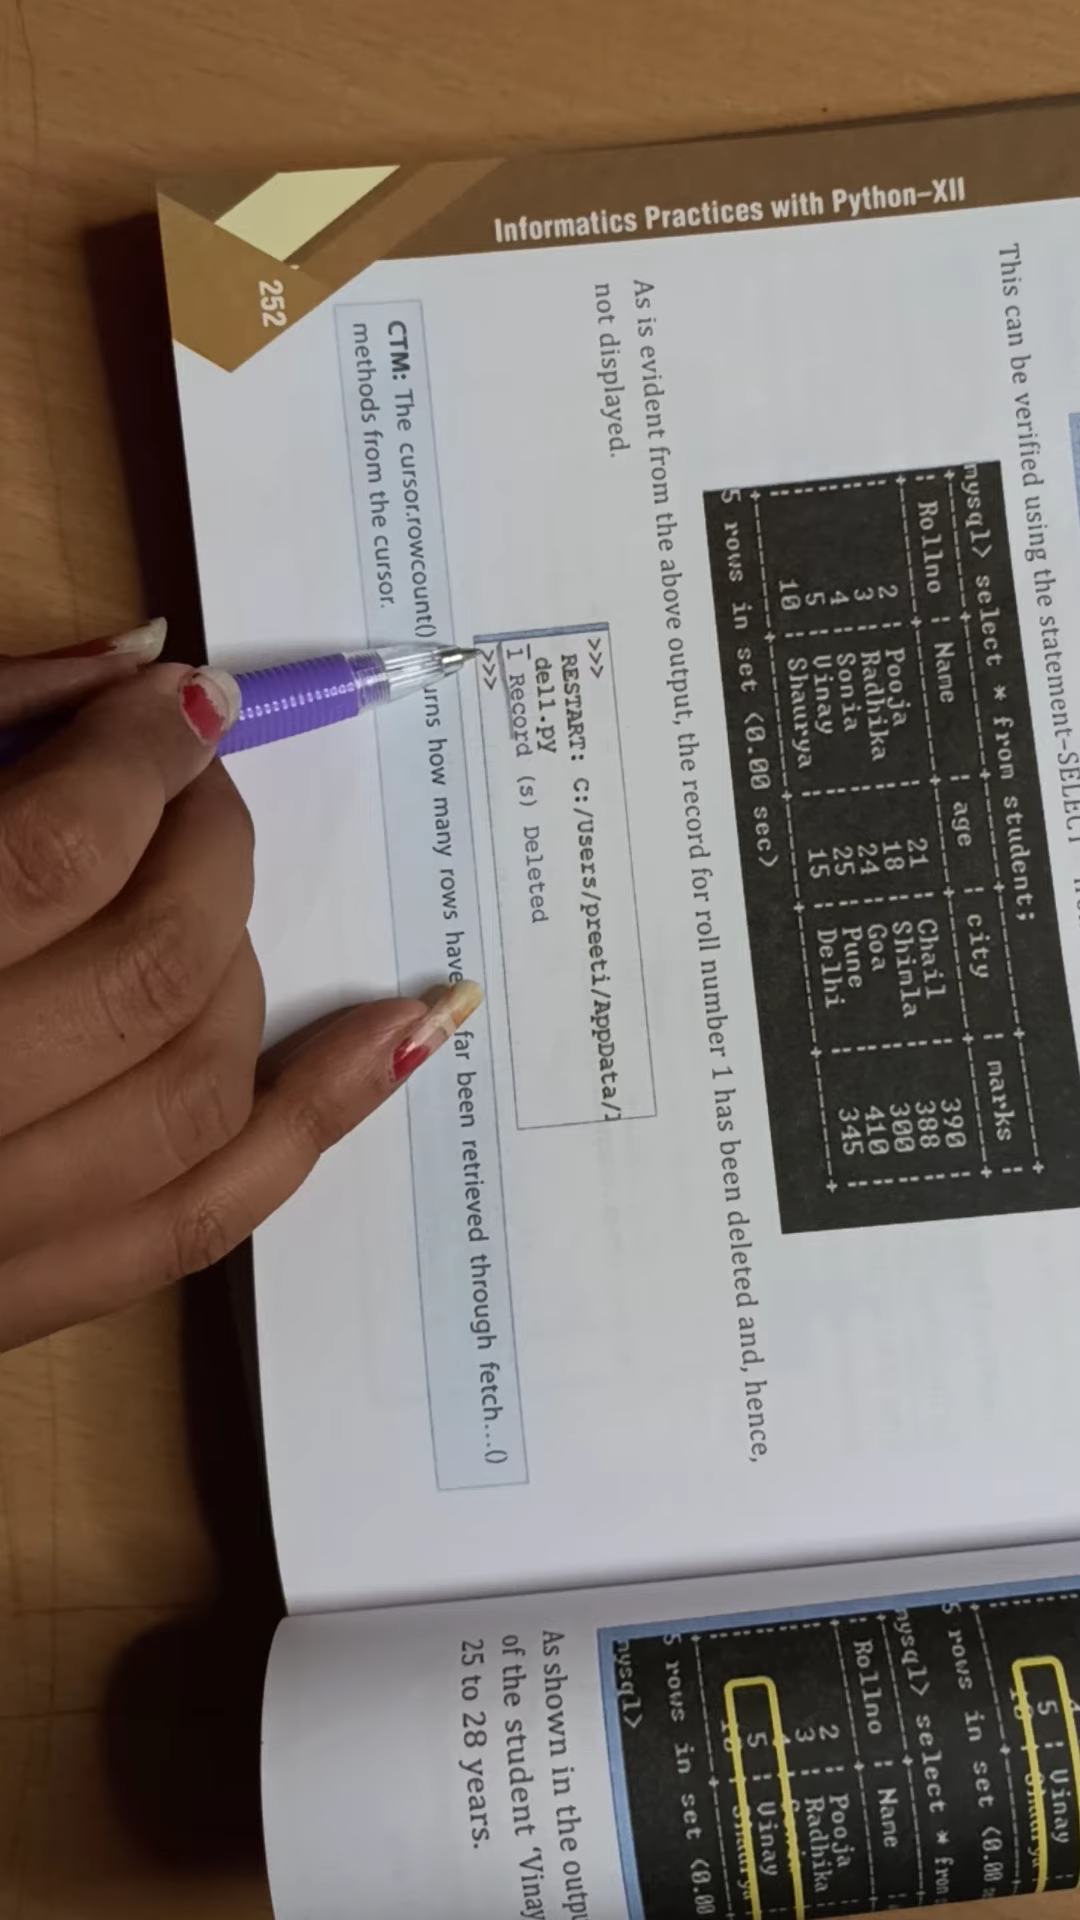 Informatics Practices with Python–XII
This can be verified using the statement–SELECT
mysql> select * from student;
| Rollno | Name | age | city | marks |
| 2 | Pooja | 21 | Chail | 390 |
| 3 | Radhika | 18 | Shimla | 388 |
| 4 | Sonia | 24 | Goa | 300 |
| 5 | Vinay | 25 | Pune | 410 |
| 10 | Shaurya | 15 | Delhi | 345 |
5 rows in set (0.00 sec)
As is evident from the above output, the record for roll number 1 has been deleted and, hence,
not displayed.
>>>
RESTART: C:/Users/preeti/AppData/
del1.py
1 Record (s) Deleted
>>>
CTM: The cursor.rowcount() how many rows have far been retrieved through fetch...()
methods from the cursor.
252
5 | Vinay
5 rows in set (0.00
mysql> select * from
| Rollno | Name
| 2 | Pooja
| 3 | Radhika
5 | Vinay
5 rows in set (0.00
mysql>
As shown in the
of the student ‘Vinay
25 to 28 years.